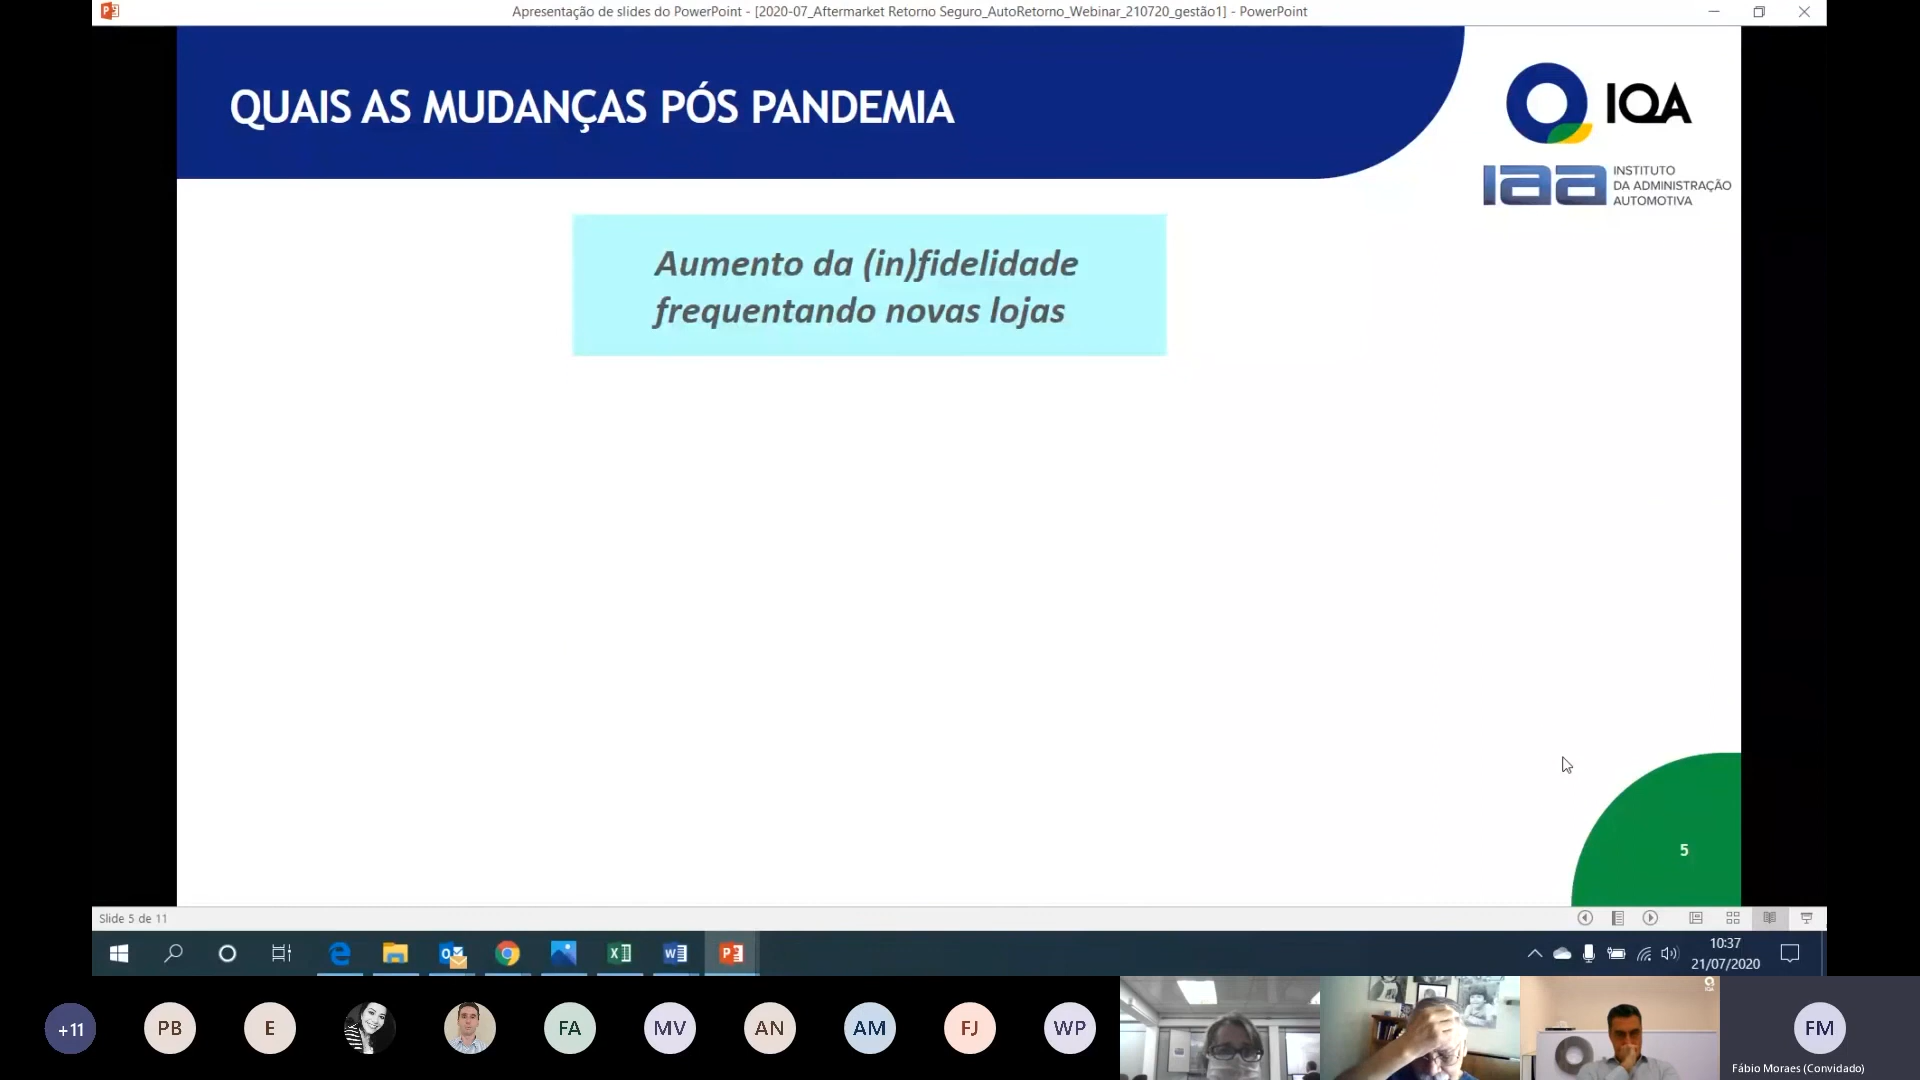 Apresentação de slides do PowerPoint - [2020-07_Aftermarket Retorno Seguro_AutoRetorno_Webinar_210720_gestão1] - PowerPoint
QUAIS AS MUDANÇAS PÓS PANDEMIA
IQA
iaa
INSTITUTO
DA ADMINISTRAÇÃO
AUTOMOTIVA
Aumento da (in)fidelidade
frequentando novas lojas
5
Slide 5 de 11
10:37
21/07/2020
+11
PB
E
FA
MV
AN
AM
FJ
WP
FM
Fábio Moraes (Convidado)